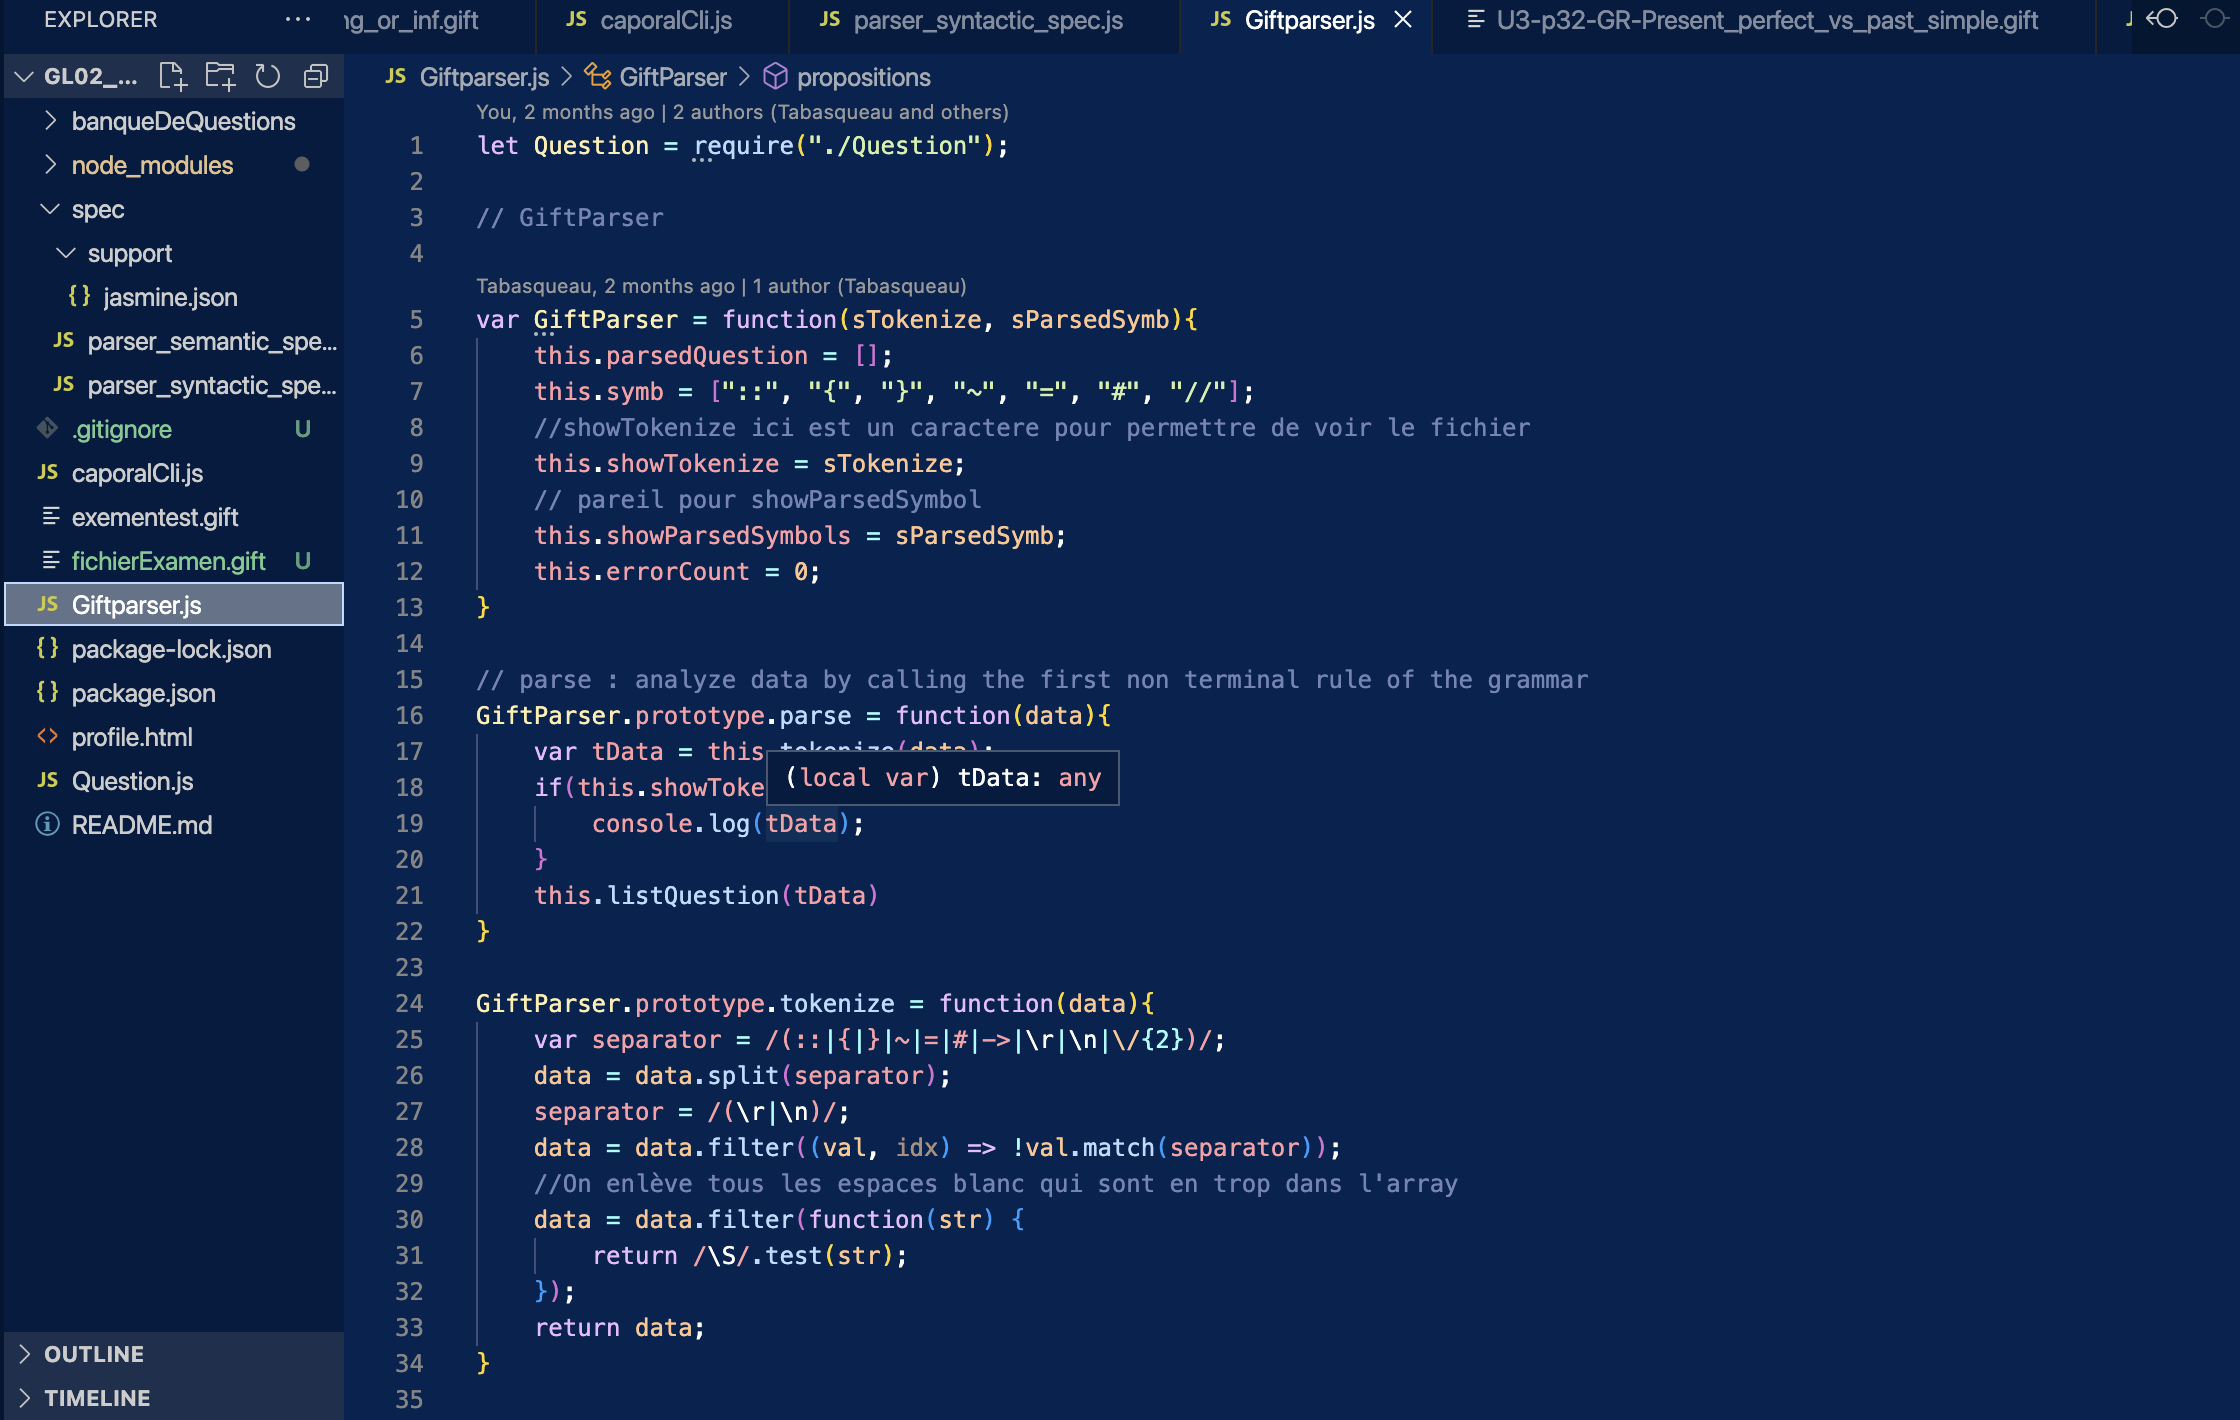 EXPLORER
ng_or_inf.gift
JS caporalCli.js
JS parser_syntactic_spec.js
JS Giftparser.js
U3-p32-GR-Present_perfect_vs_past_simple.gift
GL02_...
banqueDeQuestions
node_modules
spec
support
{} jasmine.json
JS parser_semantic_spe...
JS parser_syntactic_spe...
.gitignore U
JS caporalCli.js
exementest.gift
fichierExamen.gift U
JS Giftparser.js
{} package-lock.json
{} package.json
<> profile.html
JS Question.js
README.md
OUTLINE
TIMELINE
JS Giftparser.js > GiftParser > propositions
You, 2 months ago | 2 authors (Tabasqueau and others)
1 let Question = require("./Question");
2
3 // GiftParser
4
Tabasqueau, 2 months ago | 1 author (Tabasqueau)
5 var GiftParser = function(sTokenize, sParsedSymb){
6 this.parsedQuestion = [];
7 this.symb = ["::", "{", "}", "~", "=", "#", "//"];
8 //showTokenize ici est un caractere pour permettre de voir le fichier
9 this.showTokenize = sTokenize;
10 // pareil pour showParsedSymbol
11 this.showParsedSymbols = sParsedSymb;
12 this.errorCount = 0;
13 }
14
15 // parse : analyze data by calling the first non terminal rule of the grammar
16 GiftParser.prototype.parse = function(data){
17 var tData = this.tokenize(data);
(local var) tData: any
18 if(this.showToke
19 console.log(tData);
20 }
21 this.listQuestion(tData)
22 }
23
24 GiftParser.prototype.tokenize = function(data){
25 var separator = /(::|{|}|~|=|#|->|\r|\n|\/{2})/;
26 data = data.split(separator);
27 separator = /(\r|\n)/;
28 data = data.filter((val, idx) => !val.match(separator));
29 //On enlève tous les espaces blanc qui sont en trop dans l'array
30 data = data.filter(function(str) {
31 return /\S/.test(str);
32 });
33 return data;
34 }
35